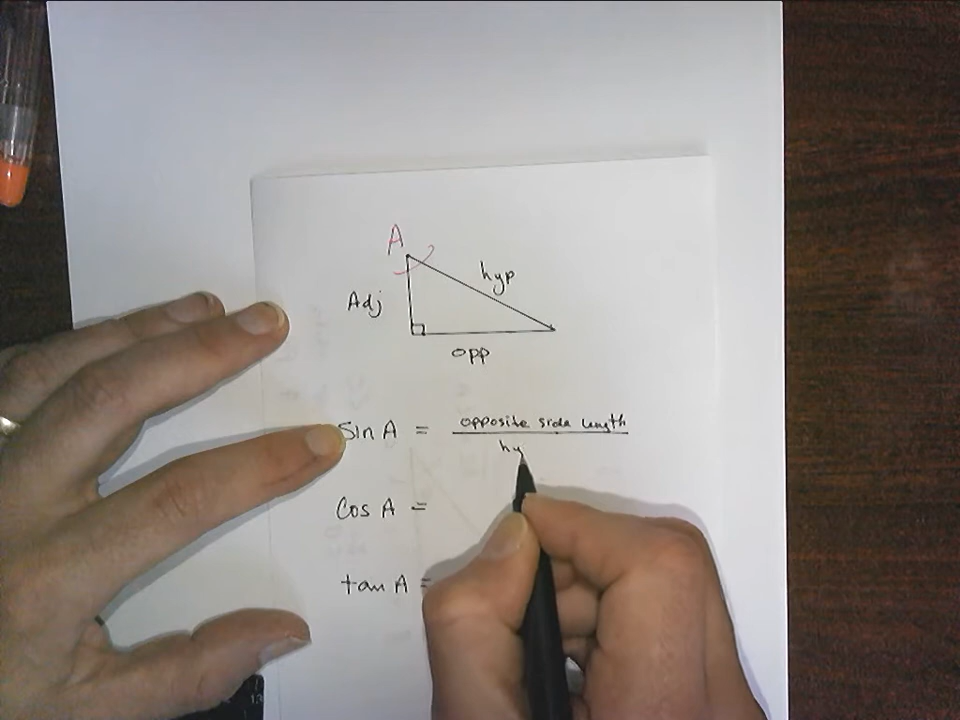 A
hyp
Adj
opp
Sin A = opposite side length
hy
Cos A =
tan A =